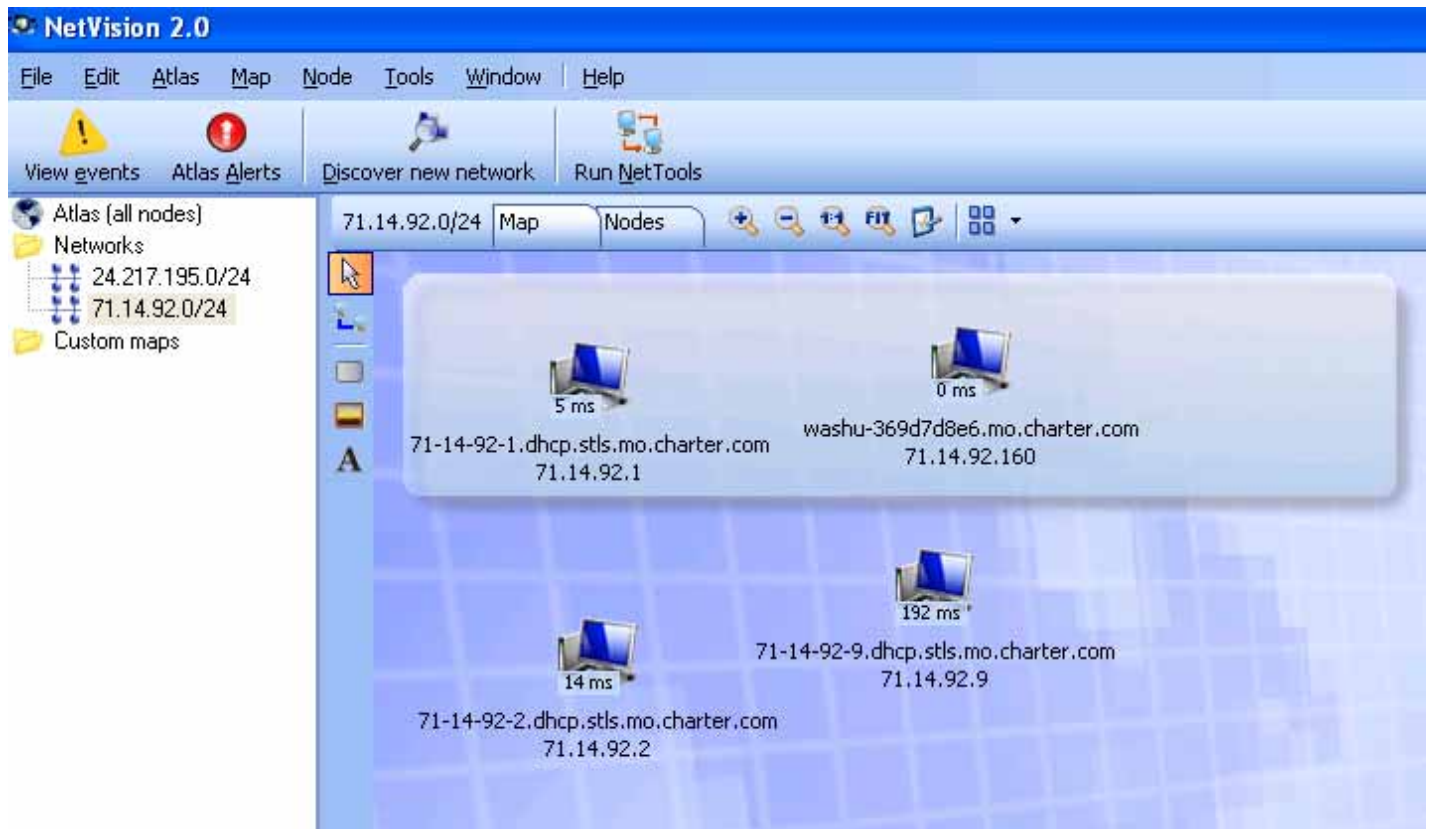 NetVision 2.0
File Edit Atlas Map Node Tools Window Help
View events Atlas Alerts Discover new network Run NetTools
Atlas (all nodes)
Networks
24.217.195.0/24
71.14.92.0/24
Custom maps
71.14.92.0/24 Map Nodes 1:1 FIT
A
5 ms
71-14-92-1.dhcp.stls.mo.charter.com
71.14.92.1
0 ms
washu-369d7d8e6.mo.charter.com
71.14.92.160
192 ms
71-14-92-9.dhcp.stls.mo.charter.com
71.14.92.9
14 ms
71-14-92-2.dhcp.stls.mo.charter.com
71.14.92.2